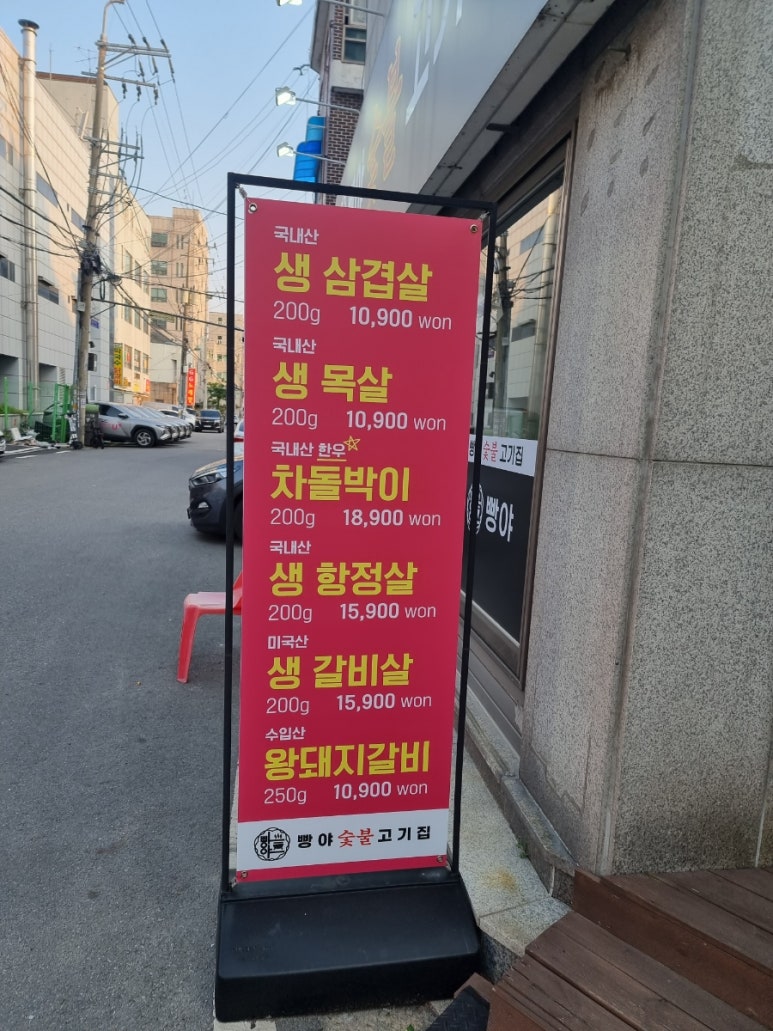 국내산
생 삼겹살
200g 10,900 won
국내산
생 목살
200g 10,900 won
국내산 한우
차돌박이
200g 18,900 won
국내산
생 항정살
200g 15,900 won
미국산
생 갈비살
200g 15,900 won
수입산
왕돼지갈비
250g 10,900 won
빵야숯불고기집
빵야 숯불고기집
빵야